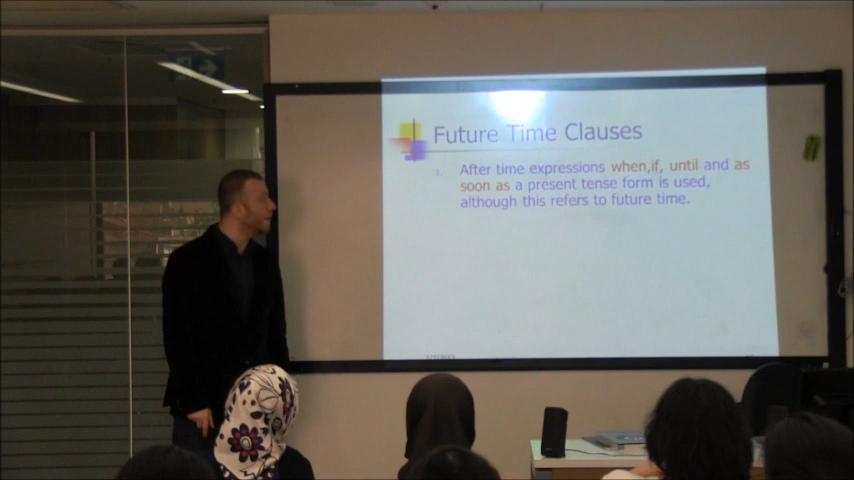 Future Time Clauses
1. After time expressions when,if, until and as
soon as a present tense form is used,
although this refers to future time.